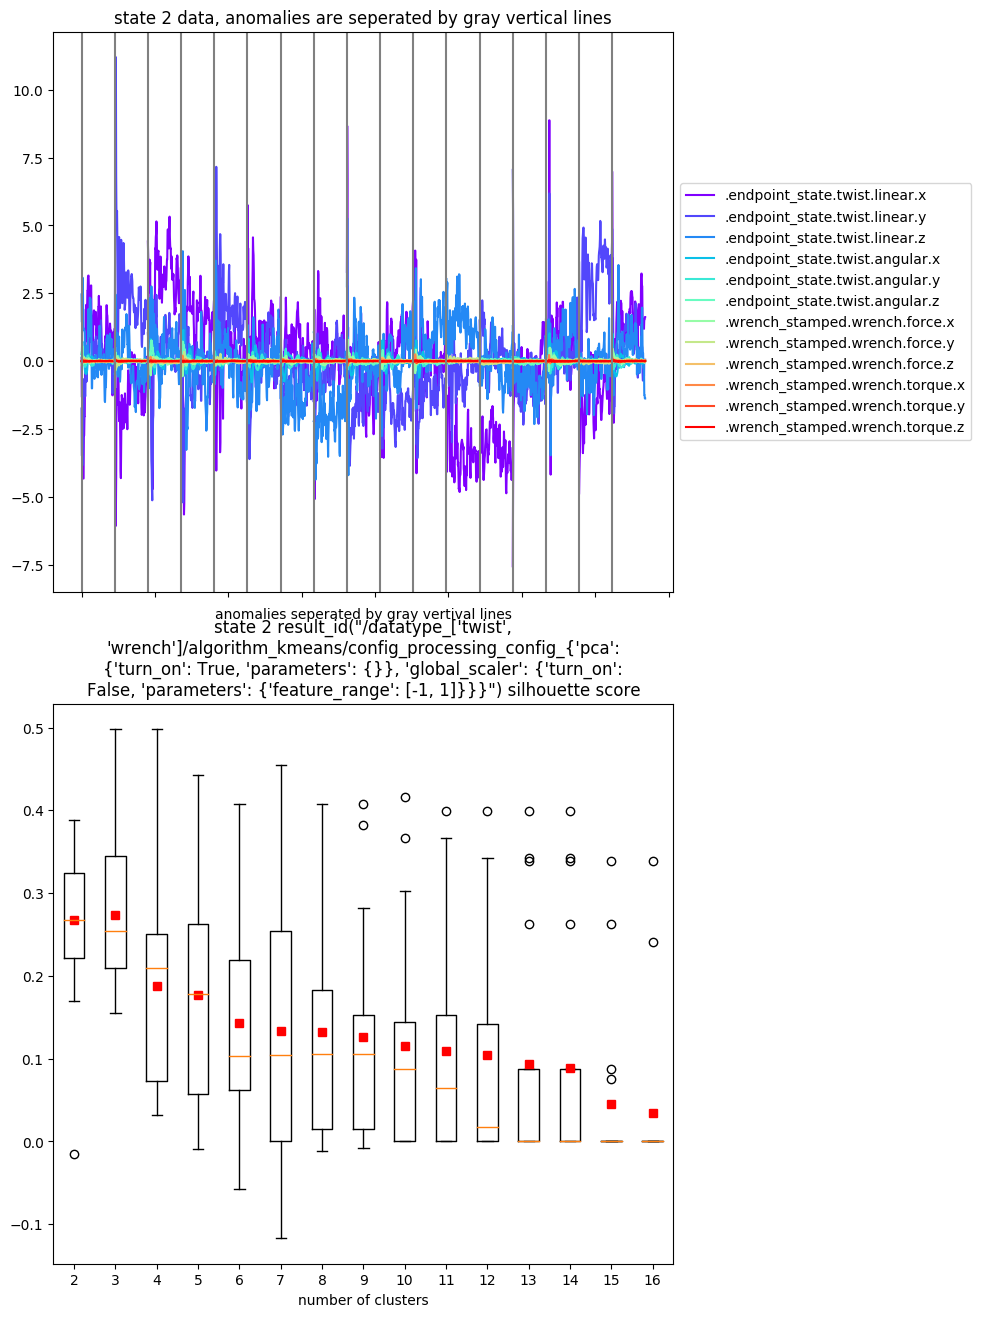 state 2 data, anomalies are seperated by gray vertical lines
10.0
7.5
5.0
2.5
0.0
−2.5
−5.0
−7.5
.endpoint_state.twist.linear.x
.endpoint_state.twist.linear.y
.endpoint_state.twist.linear.z
.endpoint_state.twist.angular.x
.endpoint_state.twist.angular.y
.endpoint_state.twist.angular.z
.wrench_stamped.wrench.force.x
.wrench_stamped.wrench.force.y
.wrench_stamped.wrench.force.z
.wrench_stamped.wrench.torque.x
.wrench_stamped.wrench.torque.y
.wrench_stamped.wrench.torque.z
anomalies seperated by gray vertival lines
state 2 result_id("/datatype_['twist',
'wrench']/algorithm_kmeans/config_processing_config_{'pca':
{'turn_on': True, 'parameters': {}}, 'global_scaler': {'turn_on':
False, 'parameters': {'feature_range': [-1, 1]}}}") silhouette score
0.5
0.4
0.3
0.2
0.1
0.0
−0.1
2 3 4 5 6 7 8 9 10 11 12 13 14 15 16
number of clusters